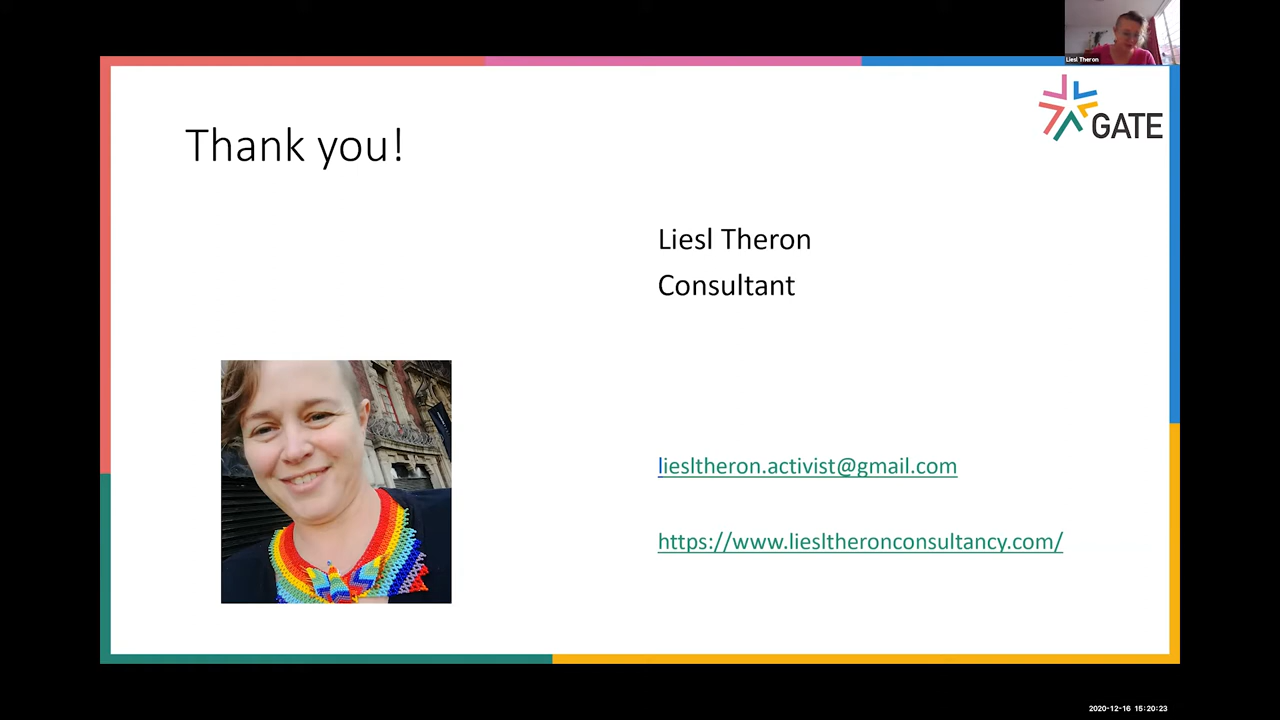 Liesl Theron
GATE
Thank you!
Liesl Theron
Consultant
liesltheron.activist@gmail.com
https://www.liesltheronconsultancy.com/
2020-12-16 15:20:23